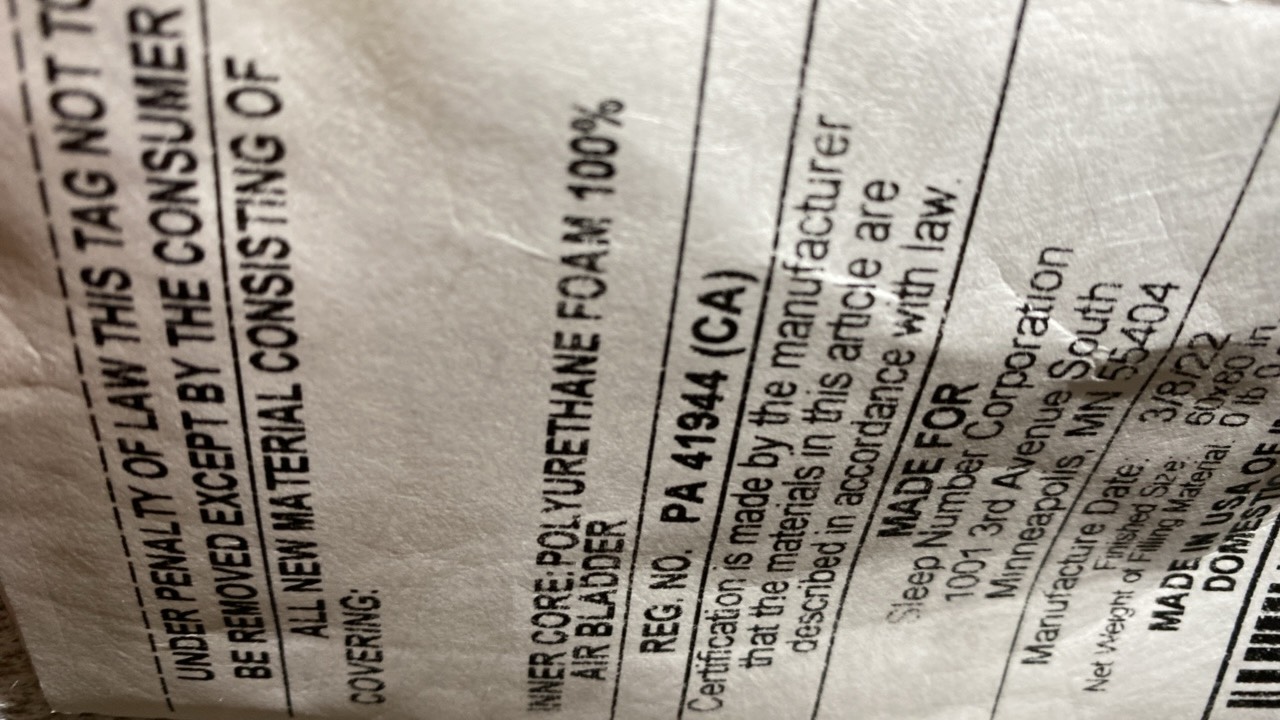 UNDER PENALTY OF LAW THIS TAG NOT TO
BE REMOVED EXCEPT BY THE CONSUMER
ALL NEW MATERIAL CONSISTING OF
COVERING:
INNER CORE: POLYURETHANE FOAM 100%
AIR BLADDER
REG. NO. PA 41944 (CA)
Certification is made by the manufacturer
that the materials in this article are
described in accordance with law.
MADE FOR
Sleep Number Corporation
1001 3rd Avenue South
Minneapolis, MN 55404
Manufacture Date: 3/8/22
Finished Size: 60x80 in
Net Weight of Filling Material: 0 lb 0
MADE IN USA OF
DOMESTIC